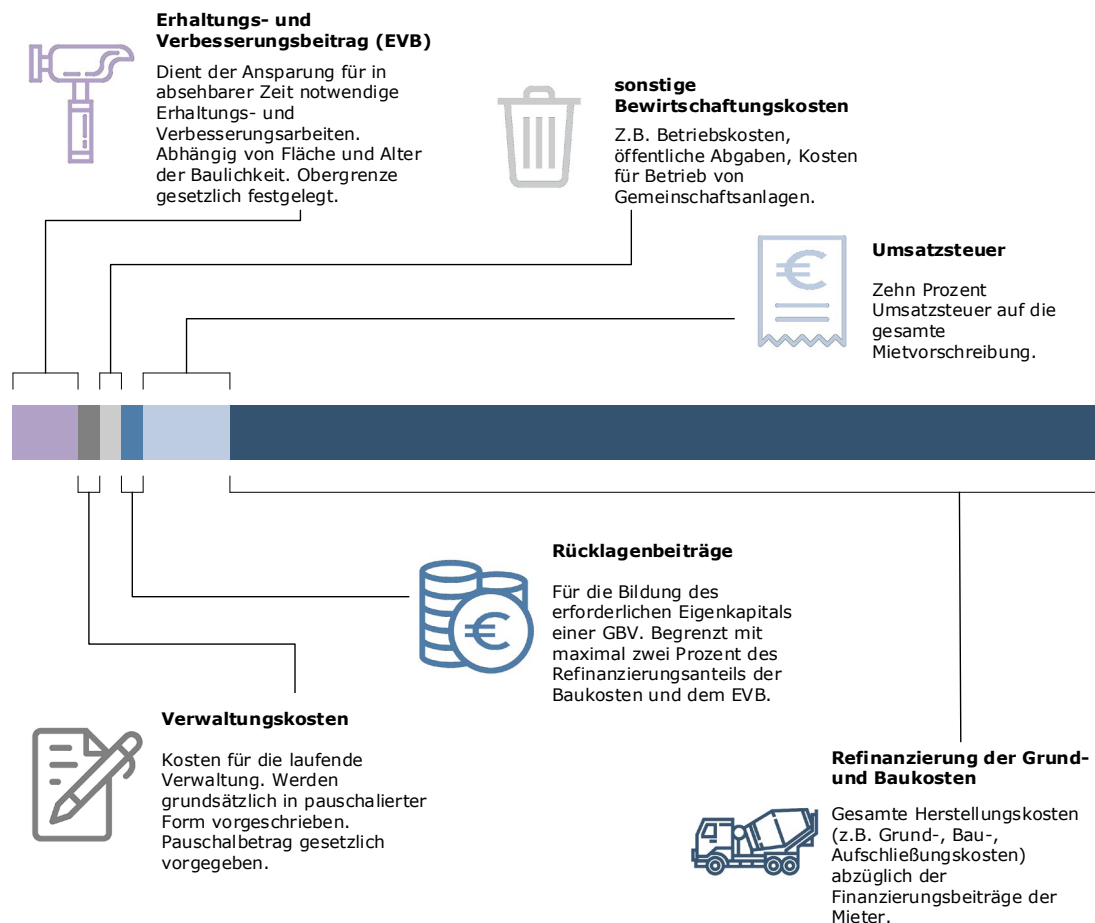 Erhaltungs- und
Verbesserungsbeitrag (EVB)
Dient der Ansparung für in
absehbarer Zeit notwendige
Erhaltungs- und
Verbesserungsarbeiten.
Abhängig von Fläche und Alter
der Baulichkeit. Obergrenze
gesetzlich festgelegt.
sonstige
Bewirtschaftungskosten
Z.B. Betriebskosten,
öffentliche Abgaben, Kosten
für Betrieb von
Gemeinschaftsanlagen.
€
Umsatzsteuer
Zehn Prozent
Umsatzsteuer auf die
gesamte
Mietvorschreibung.
€
Rücklagenbeiträge
Für die Bildung des
erforderlichen Eigenkapitals
einer GBV. Begrenzt mit
maximal zwei Prozent des
Refinanzierungsanteils der
Baukosten und dem EVB.
Verwaltungskosten
Kosten für die laufende
Verwaltung. Werden
grundsätzlich in pauschalierter
Form vorgeschrieben.
Pauschalbetrag gesetzlich
vorgegeben.
Refinanzierung der Grund-
und Baukosten
Gesamte Herstellungskosten
(z.B. Grund-, Bau-,
Aufschließungskosten)
abzüglich der
Finanzierungsbeiträge der
Mieter.